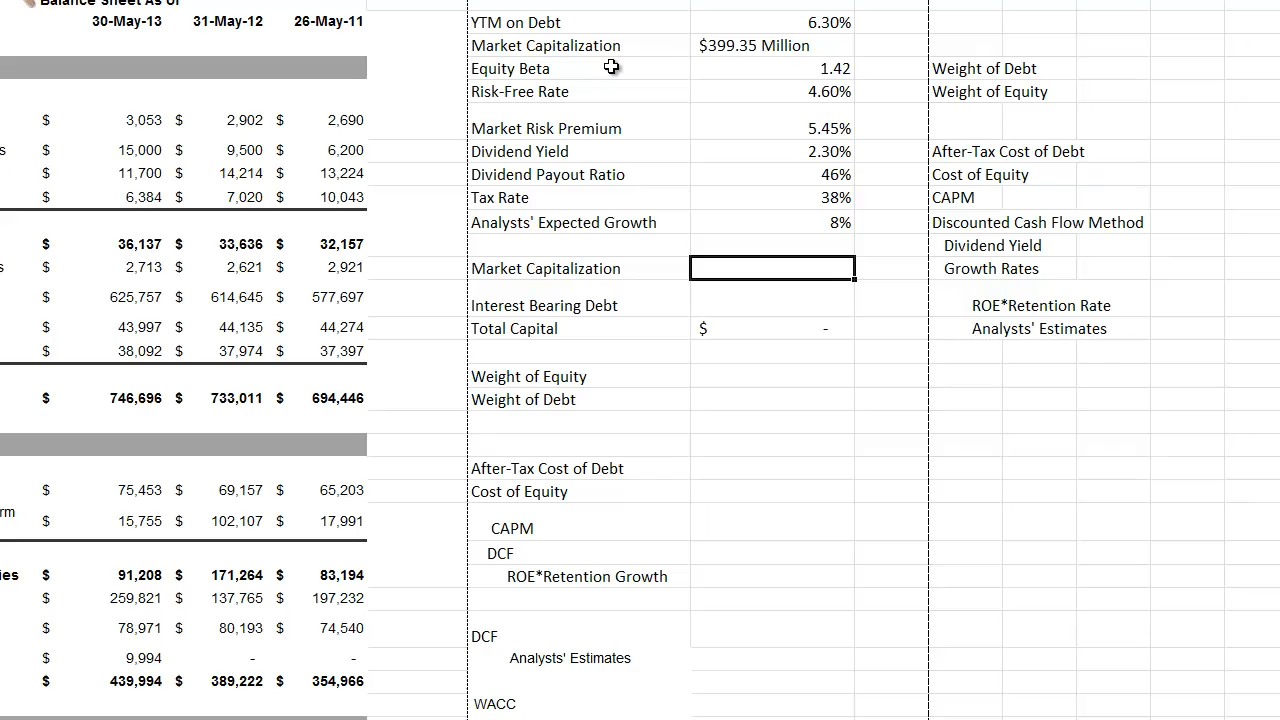 Balance Sheet As of
30-May-13 31-May-12 26-May-11
$ 3,053 $ 2,902 $ 2,690
s $ 15,000 $ 9,500 $ 6,200
$ 11,700 $ 14,214 $ 13,224
$ 6,384 $ 7,020 $ 10,043
$ 36,137 $ 33,636 $ 32,157
s $ 2,713 $ 2,621 $ 2,921
$ 625,757 $ 614,645 $ 577,697
$ 43,997 $ 44,135 $ 44,274
$ 38,092 $ 37,974 $ 37,397
$ 746,696 $ 733,011 $ 694,446
$ 75,453 $ 69,157 $ 65,203
rm $ 15,755 $ 102,107 $ 17,991
ies $ 91,208 $ 171,264 $ 83,194
$ 259,821 $ 137,765 $ 197,232
$ 78,971 $ 80,193 $ 74,540
$ 9,994 - $ -
$ 439,994 $ 389,222 $ 354,966
YTM on Debt 6.30%
Market Capitalization $399.35 Million
Equity Beta 1.42
Risk-Free Rate 4.60%
Market Risk Premium 5.45%
Dividend Yield 2.30%
Dividend Payout Ratio 46%
Tax Rate 38%
Analysts' Expected Growth 8%
Market Capitalization
Interest Bearing Debt
Total Capital $ -
Weight of Equity
Weight of Debt
After-Tax Cost of Debt
Cost of Equity
CAPM
DCF
ROE*Retention Growth
DCF
Analysts' Estimates
WACC
Weight of Debt
Weight of Equity
After-Tax Cost of Debt
Cost of Equity
CAPM
Discounted Cash Flow Method
Dividend Yield
Growth Rates
ROE*Retention Rate
Analysts' Estimates